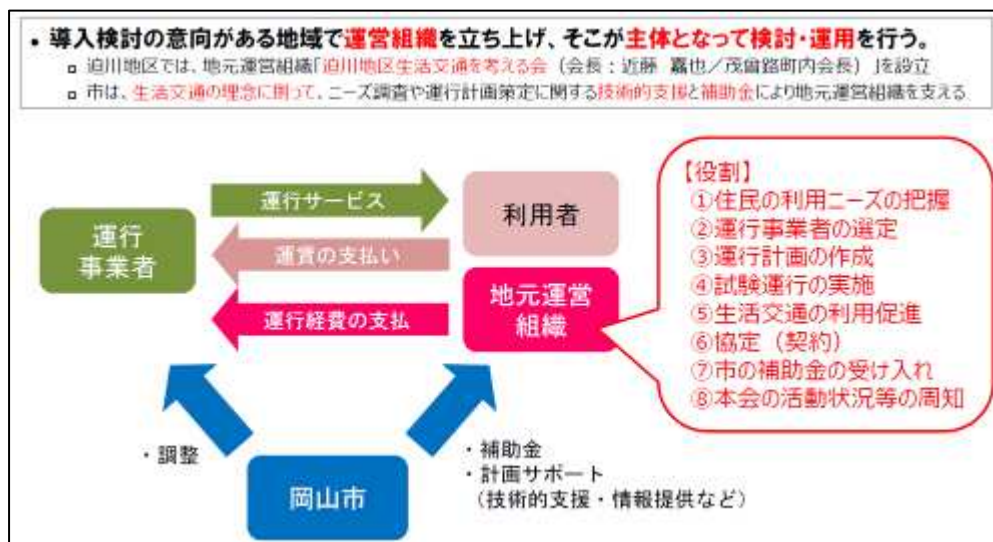 • 導入検討の意向がある地域で運営組織を立ち上げ、そこが主体となって検討・運用を行う。
□ 迫川地区では、地元運営組織「迫川地区生活交通を考える会（会長：近藤 嘉也／茂曽路町内会長）」を設立
□ 市は、生活交通の理念に則って、ニーズ調査や運行計画策定に関する技術的支援と補助金により地元運営組織を支える
運行サービス
運行
事業者
利用者
運賃の支払い
運行経費の支払
地元運営
組織
【役割】
①住民の利用ニーズの把握
②運行事業者の選定
③運行計画の作成
④試験運行の実施
⑤生活交通の利用促進
⑥協定（契約）
⑦市の補助金の受け入れ
⑧本会の活動状況等の周知
・調整
岡山市
・補助金
・計画サポート
（技術的支援・情報提供など）